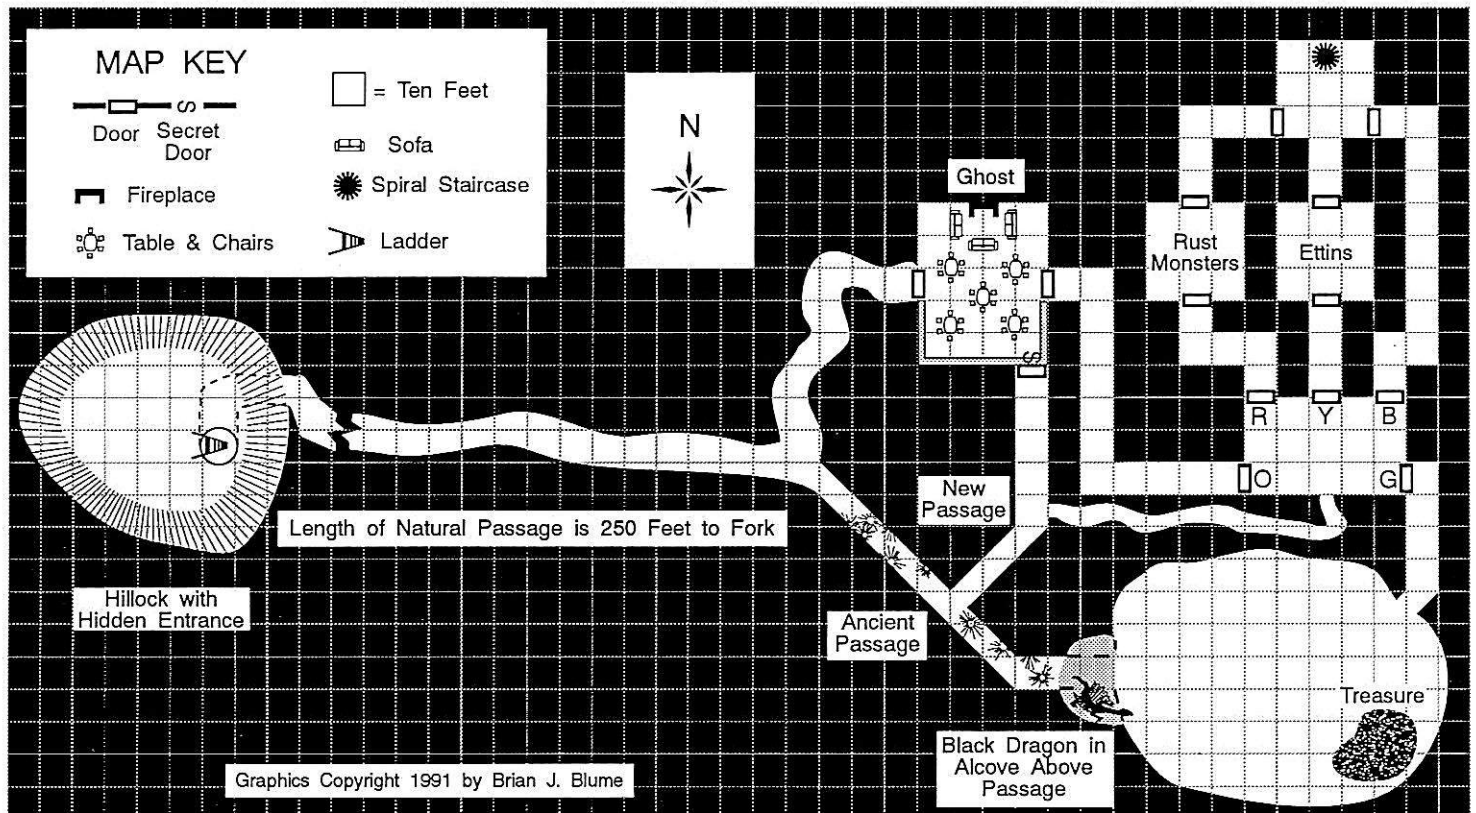 MAP KEY
Door
Secret
Door
Fireplace
Table & Chairs
= Ten Feet
Sofa
Spiral Staircase
Ladder
N
Ghost
S
Rust
Monsters
Ettins
R
Y
B
O
G
New
Passage
Length of Natural Passage is 250 Feet to Fork
Hillock with
Hidden Entrance
Ancient
Passage
Treasure
Black Dragon in
Alcove Above
Passage
Graphics Copyright 1991 by Brian J. Blume